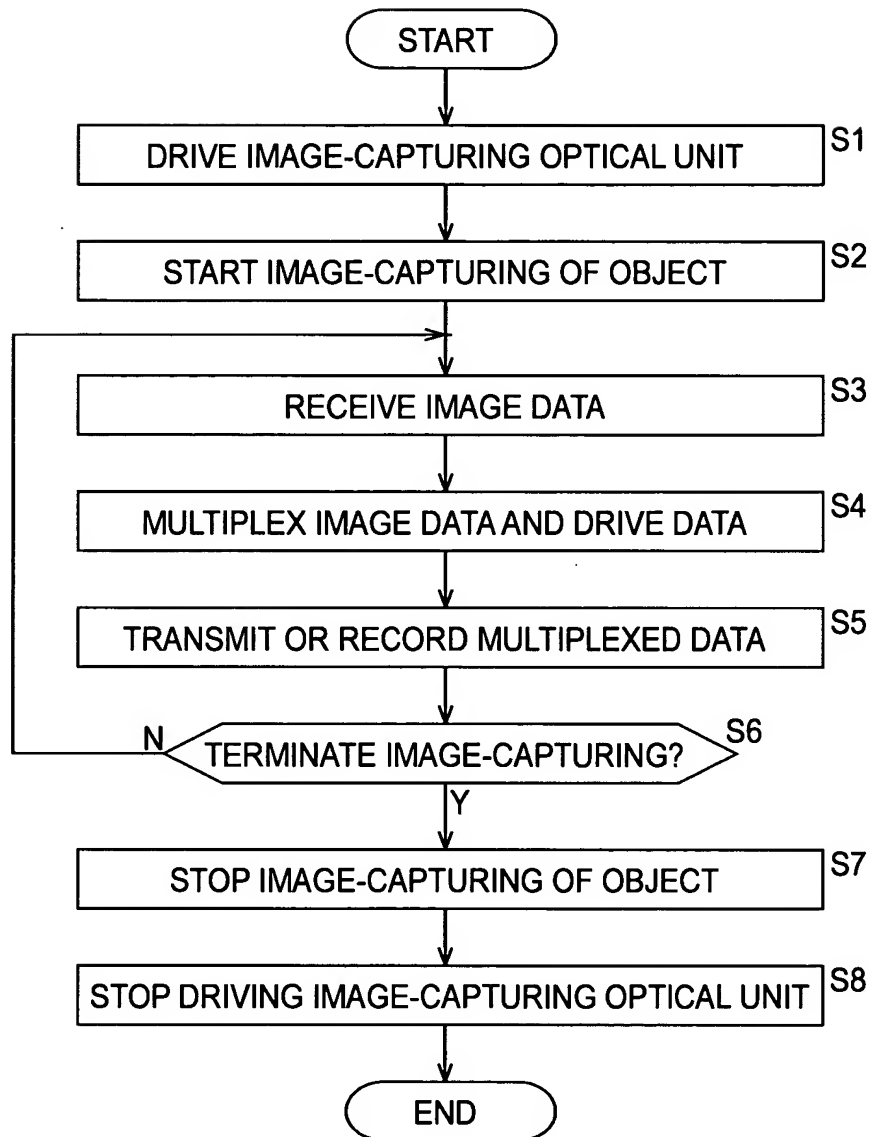 START
DRIVE IMAGE-CAPTURING OPTICAL UNIT
S1
START IMAGE-CAPTURING OF OBJECT
S2
RECEIVE IMAGE DATA
S3
MULTIPLEX IMAGE DATA AND DRIVE DATA
S4
TRANSMIT OR RECORD MULTIPLEXED DATA
S5
N
TERMINATE IMAGE-CAPTURING?
S6
Y
STOP IMAGE-CAPTURING OF OBJECT
S7
STOP DRIVING IMAGE-CAPTURING OPTICAL UNIT
S8
END